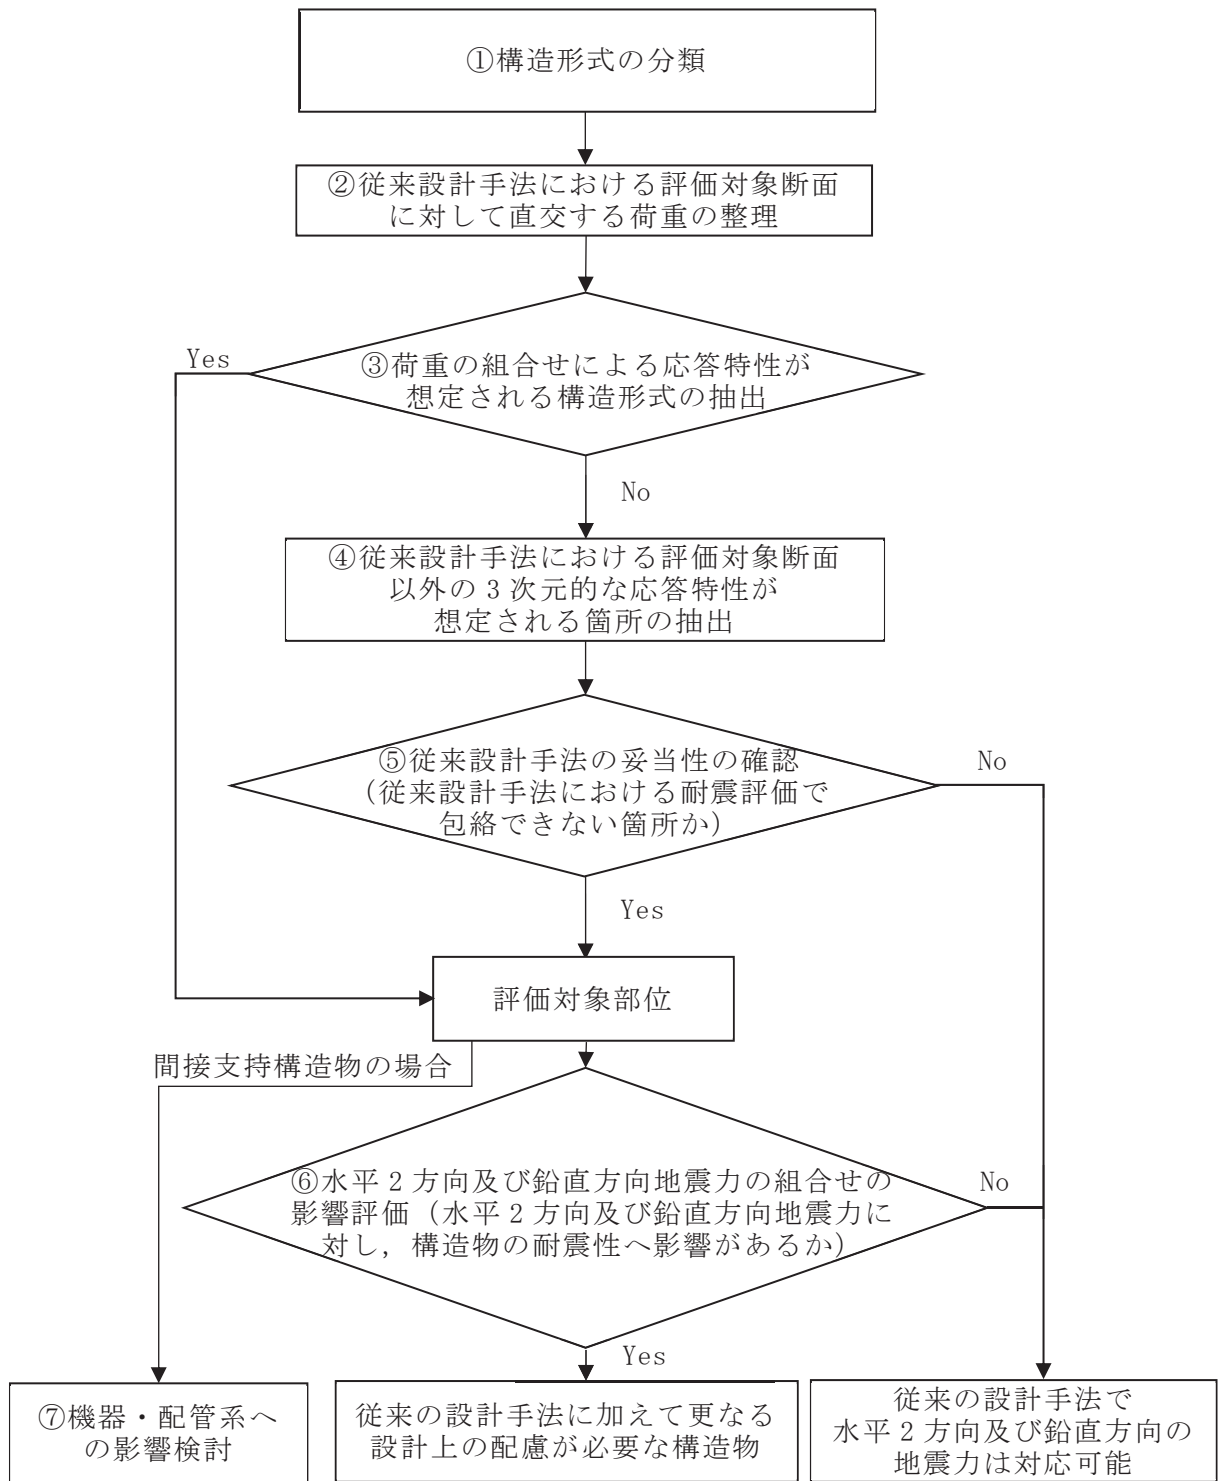 ①構造形式の分類
②従来設計手法における評価対象断面
に対して直交する荷重の整理
Yes
③荷重の組合せによる応答特性が
想定される構造形式の抽出
No
④従来設計手法における評価対象断面
以外の3次元的な応答特性が
想定される箇所の抽出
⑤従来設計手法の妥当性の確認
(従来設計手法における耐震評価で
包絡できない箇所か)
No
Yes
評価対象部位
間接支持構造物の場合
⑥水平2方向及び鉛直方向地震力の組合せの
影響評価(水平2方向及び鉛直方向地震力に
対し,構造物の耐震性へ影響があるか)
No
Yes
⑦機器・配管系へ
の影響検討
従来の設計手法に加えて更なる
設計上の配慮が必要な構造物
従来の設計手法で
水平2方向及び鉛直方向の
地震力は対応可能